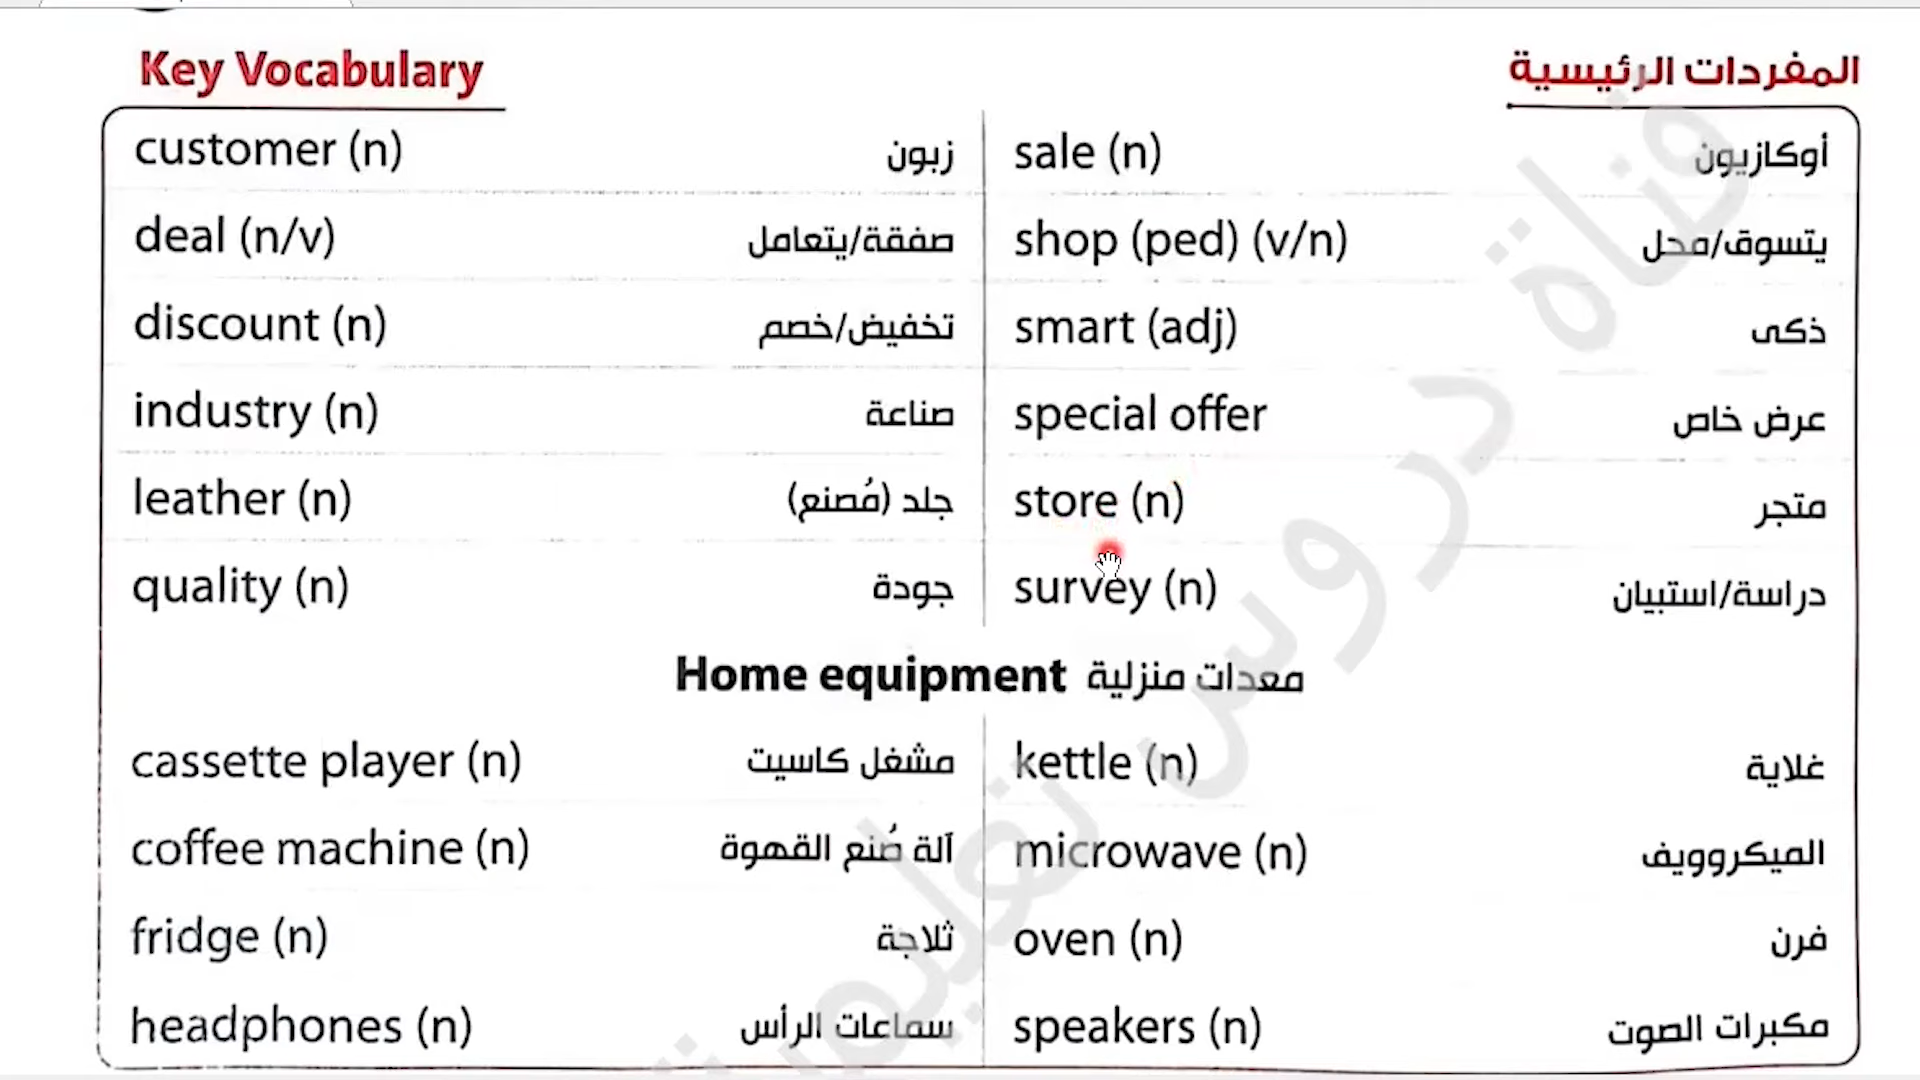 Key Vocabulary المفردات الرئيسية
customer (n) زبون sale (n) أوكازيون
deal (n/v) صفقة/يتعامل shop (ped) (v/n) يتسوق/محل
discount (n) تخفيض/خصم smart (adj) ذكى
industry (n) صناعة special offer عرض خاص
leather (n) جلد (مُصنع) store (n) متجر
quality (n) جودة survey (n) دراسة/استبيان
Home equipment معدات منزلية
cassette player (n) مشغل كاسيت kettle (n) غلاية
coffee machine (n) آلة صُنع القهوة microwave (n) الميكروويف
fridge (n) ثلاجة oven (n) فرن
headphones (n) سماعات الرأس speakers (n) مكبرات الصوت
قناة دروس تعليمية